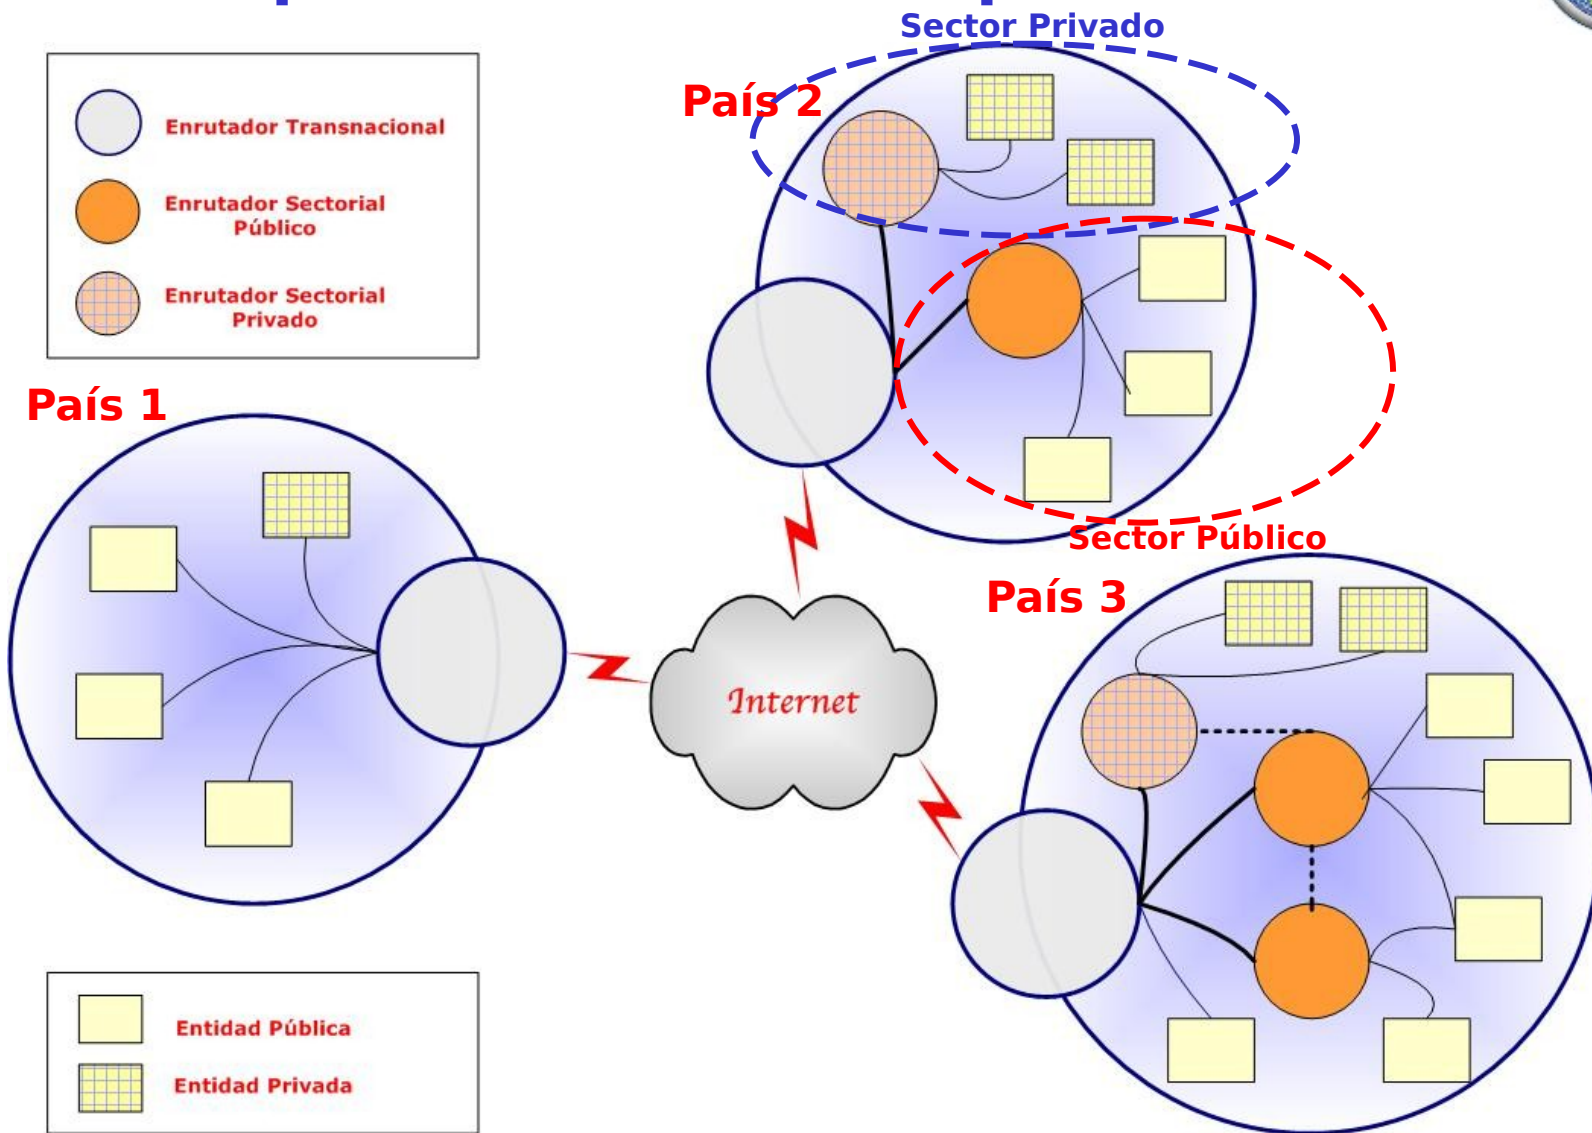 Sector Privado
País 2
Enrutador Transnacional
Enrutador Sectorial
Público
Enrutador Sectorial
Privado
País 1
Sector Público
País 3
Internet
Entidad Pública
Entidad Privada